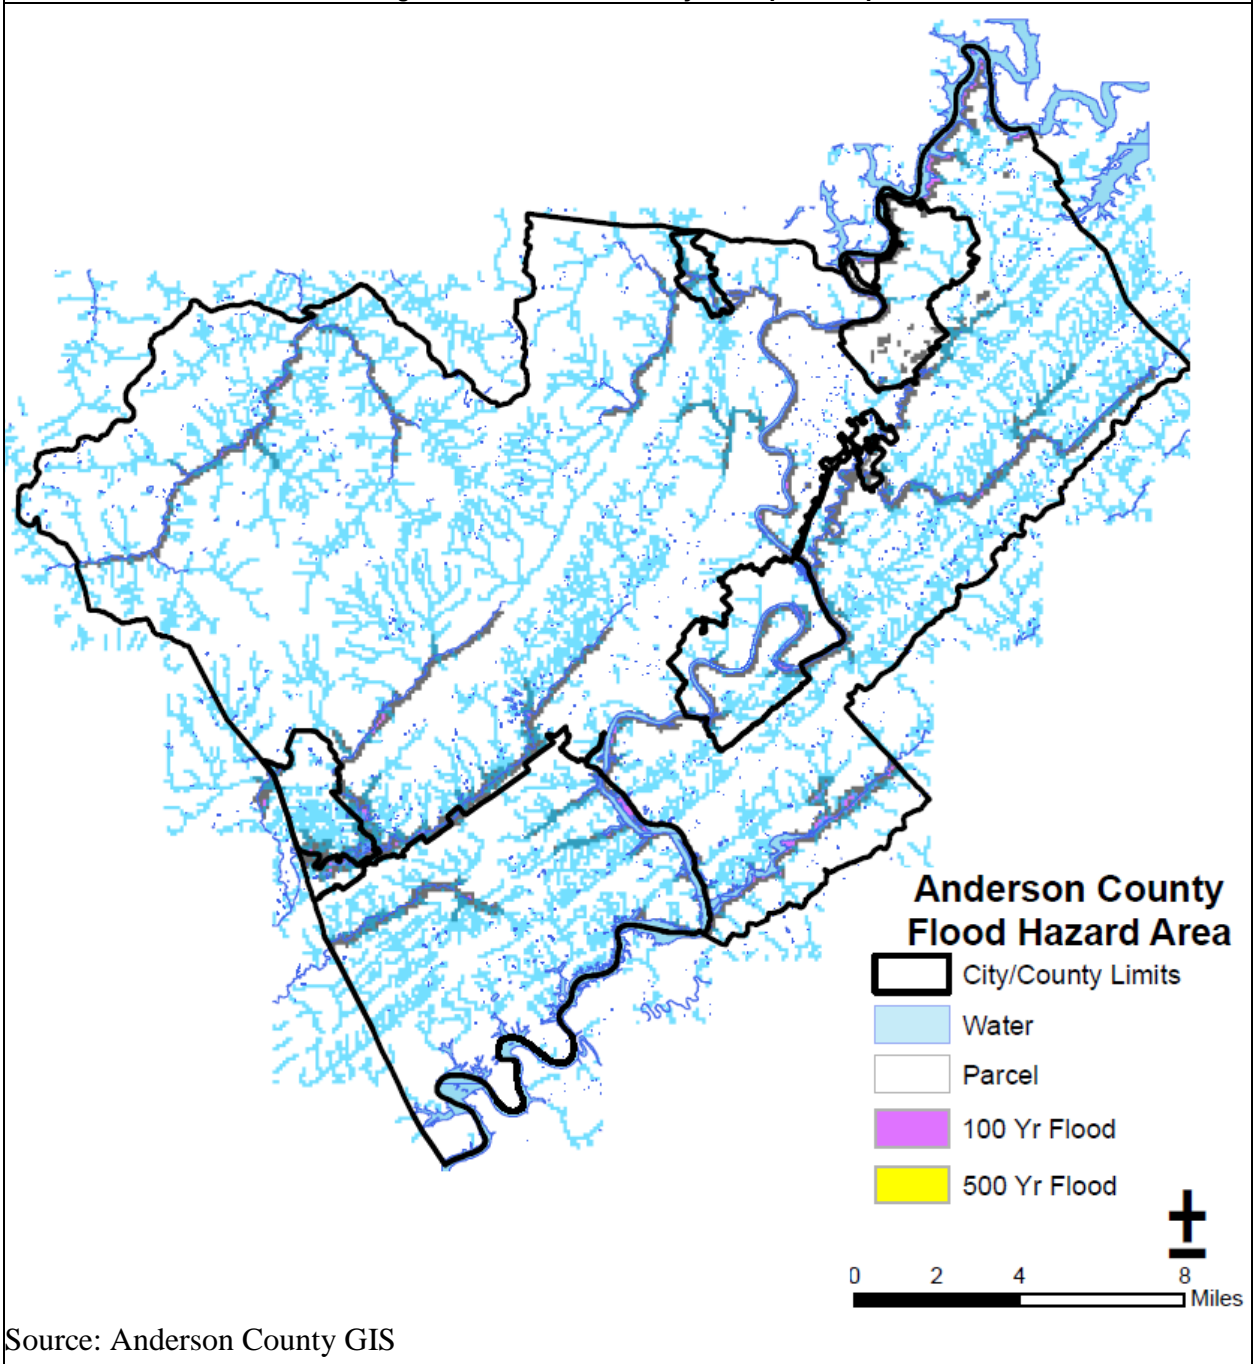 Anderson County
Flood Hazard Area
City/County Limits
Water
Parcel
100 Yr Flood
500 Yr Flood
0 2 4 8
Miles
Source: Anderson County GIS